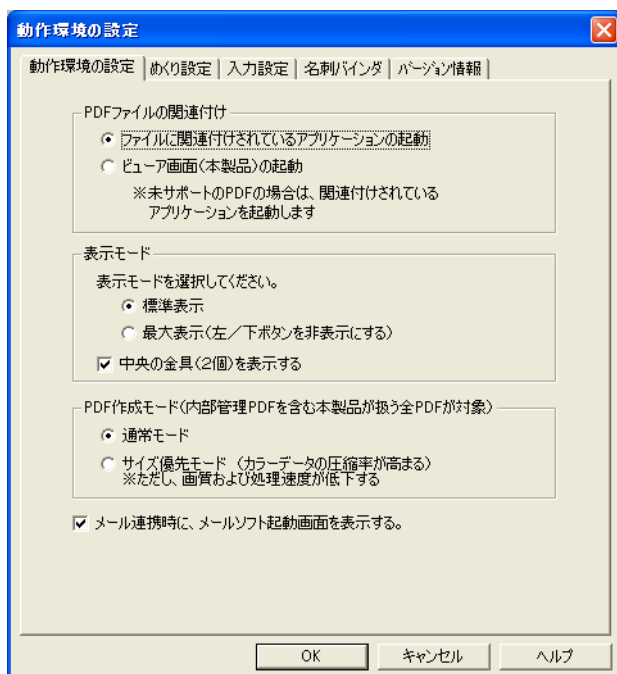 動作環境の設定
動作環境の設定 めくり設定 入力設定 名刺バインダ バージョン情報
PDFファイルの関連付け
ファイルに関連付けされているアプリケーションの起動
ビューア画面(本製品)の起動
※未サポートのPDFの場合は、関連付けされている
アプリケーションを起動します
表示モード
表示モードを選択してください。
標準表示
最大表示(左/下ボタンを非表示にする)
中央の金具(2個)を表示する
PDF作成モード(内部管理PDFを含む本製品が扱う全PDFが対象)
通常モード
サイズ優先モード (カラーデータの圧縮率が高まる)
※ただし、画質および処理速度が低下する
メール連携時に、メールソフト起動画面を表示する。
OK キャンセル ヘルプ